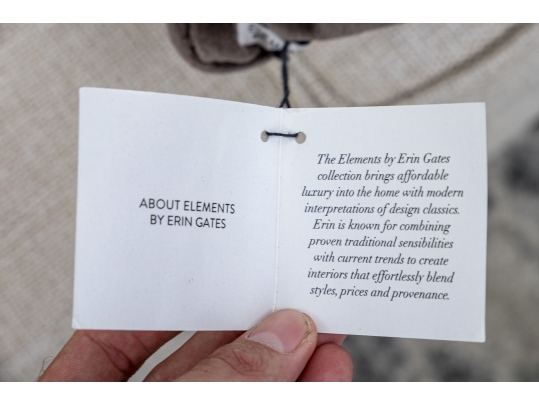 ABOUT ELEMENTS
BY ERIN GATES
The Elements by Erin Gates
collection brings affordable
luxury into the home with modern
interpretations of design classics.
Erin is known for combining
proven traditional sensibilities
with current trends to create
interiors that effortlessly blend
styles, prices and provenance.